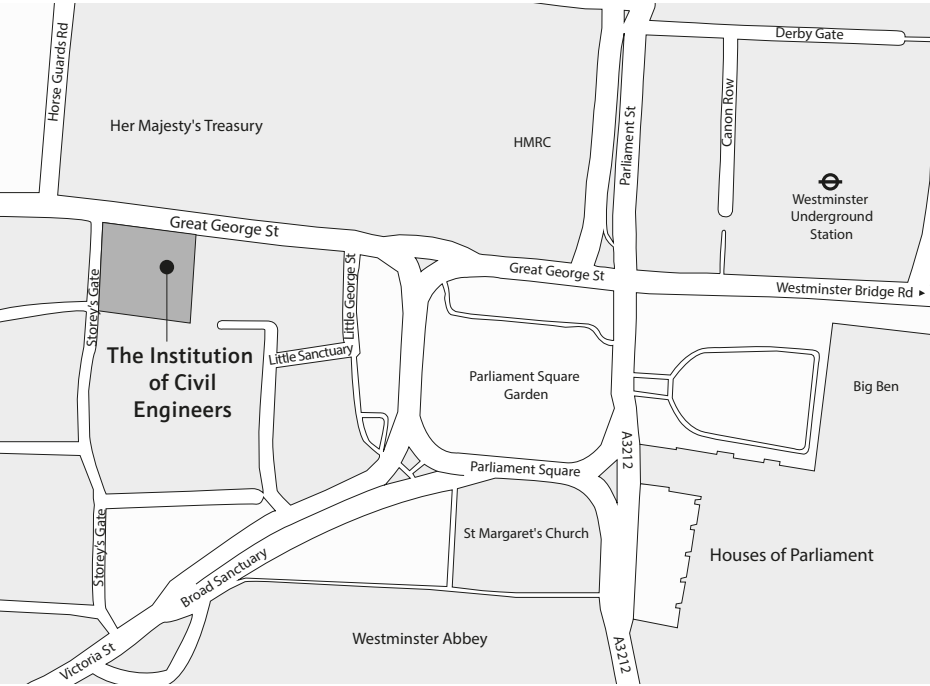 Horse Guards Rd
Derby Gate
Her Majesty's Treasury
HMRC
Parliament St
Canon Row
Westminster
Underground
Station
Great George St
Great George St
Westminster Bridge Rd
Storey's Gate
Little George St
Little Sanctuary
The Institution
of Civil
Engineers
Parliament Square
Garden
Big Ben
A3212
Parliament Square
St Margaret's Church
Houses of Parliament
Storey's Gate
Broad Sanctuary
Westminster Abbey
Victoria St
A3212